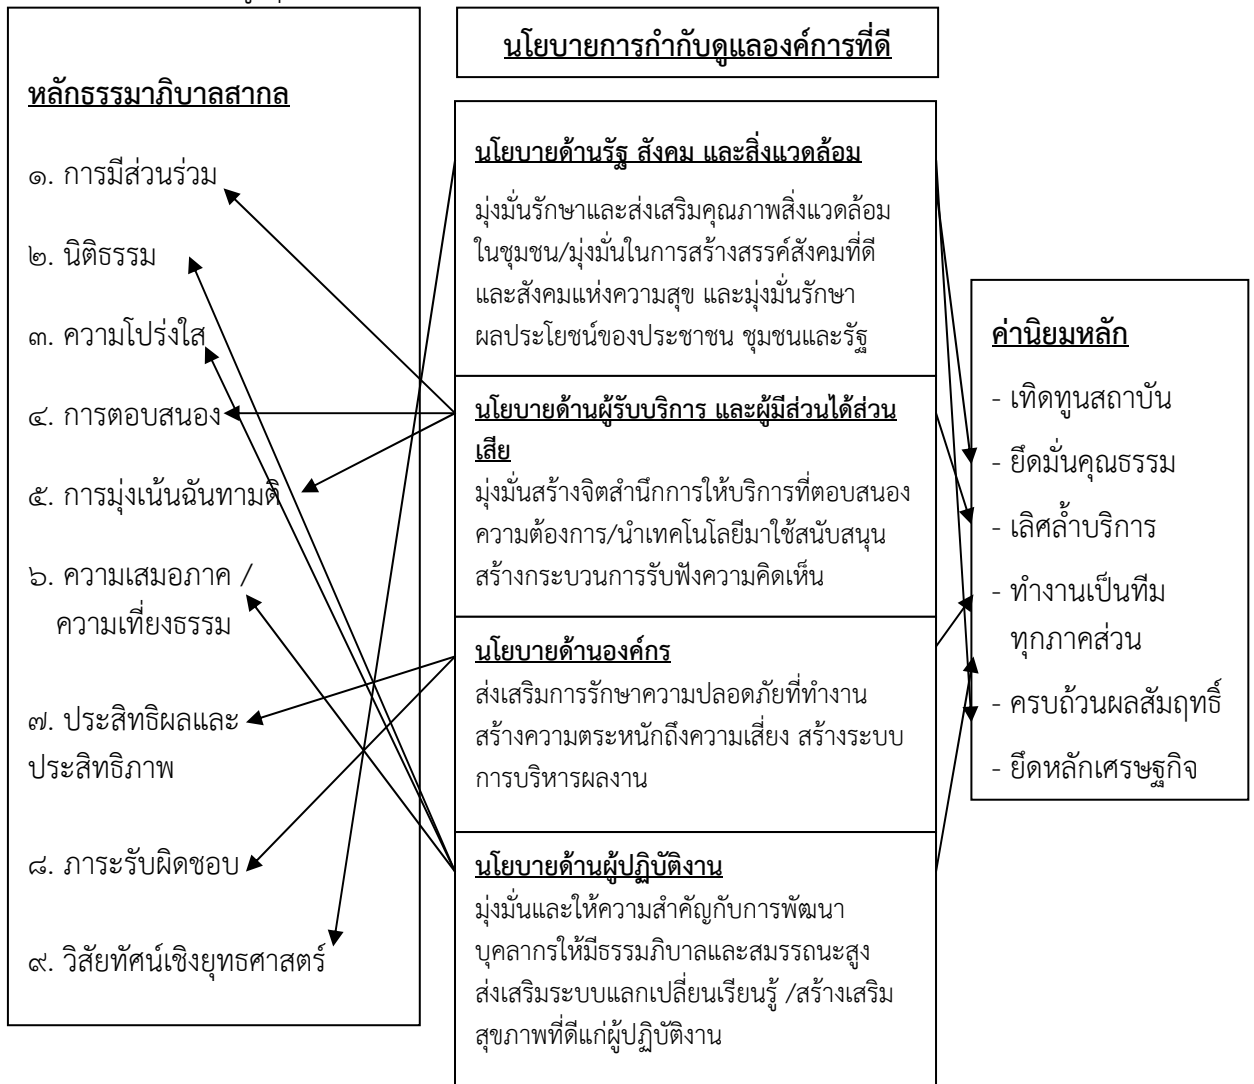 หลักธรรมาภิบาลสากล
๑. การมีส่วนร่วม
๒. นิติธรรม
๓. ความโปร่งใส
๔. การตอบสนอง
๕. การมุ่งเน้นฉันทามติ
๖. ความเสมอภาค /
ความเที่ยงธรรม
๗. ประสิทธิผลและ
ประสิทธิภาพ
๘. ภาระรับผิดชอบ
๙. วิสัยทัศน์เชิงยุทธศาสตร์
นโยบายการกำกับดูแลองค์การที่ดี
นโยบายด้านรัฐ สังคม และสิ่งแวดล้อม
มุ่งมั่นรักษาและส่งเสริมคุณภาพสิ่งแวดล้อม
ในชุมชน/มุ่งมั่นในการสร้างสรรค์สังคมที่ดี
และสังคมแห่งความสุข และมุ่งมั่นรักษา
ผลประโยชน์ของประชาชน ชุมชนและรัฐ
นโยบายด้านผู้รับบริการ และผู้มีส่วนได้ส่วน
เสีย
มุ่งมั่นสร้างจิตสำนึกการให้บริการที่ตอบสนอง
ความต้องการ/นำเทคโนโลยีมาใช้สนับสนุน
สร้างกระบวนการรับฟังความคิดเห็น
นโยบายด้านองค์กร
ส่งเสริมการรักษาความปลอดภัยที่ทำงาน
สร้างความตระหนักถึงความเสี่ยง สร้างระบบ
การบริหารผลงาน
นโยบายด้านผู้ปฏิบัติงาน
มุ่งมั่นและให้ความสำคัญกับการพัฒนา
บุคลากรให้มีธรรมภิบาลและสมรรถนะสูง
ส่งเสริมระบบแลกเปลี่ยนเรียนรู้ /สร้างเสริม
สุขภาพที่ดีแก่ผู้ปฏิบัติงาน
ค่านิยมหลัก
- เทิดทูนสถาบัน
- ยึดมั่นคุณธรรม
- เลิศล้ำบริการ
- ทำงานเป็นทีม
ทุกภาคส่วน
- ครบถ้วนผลสัมฤทธิ์
- ยึดหลักเศรษฐกิจ